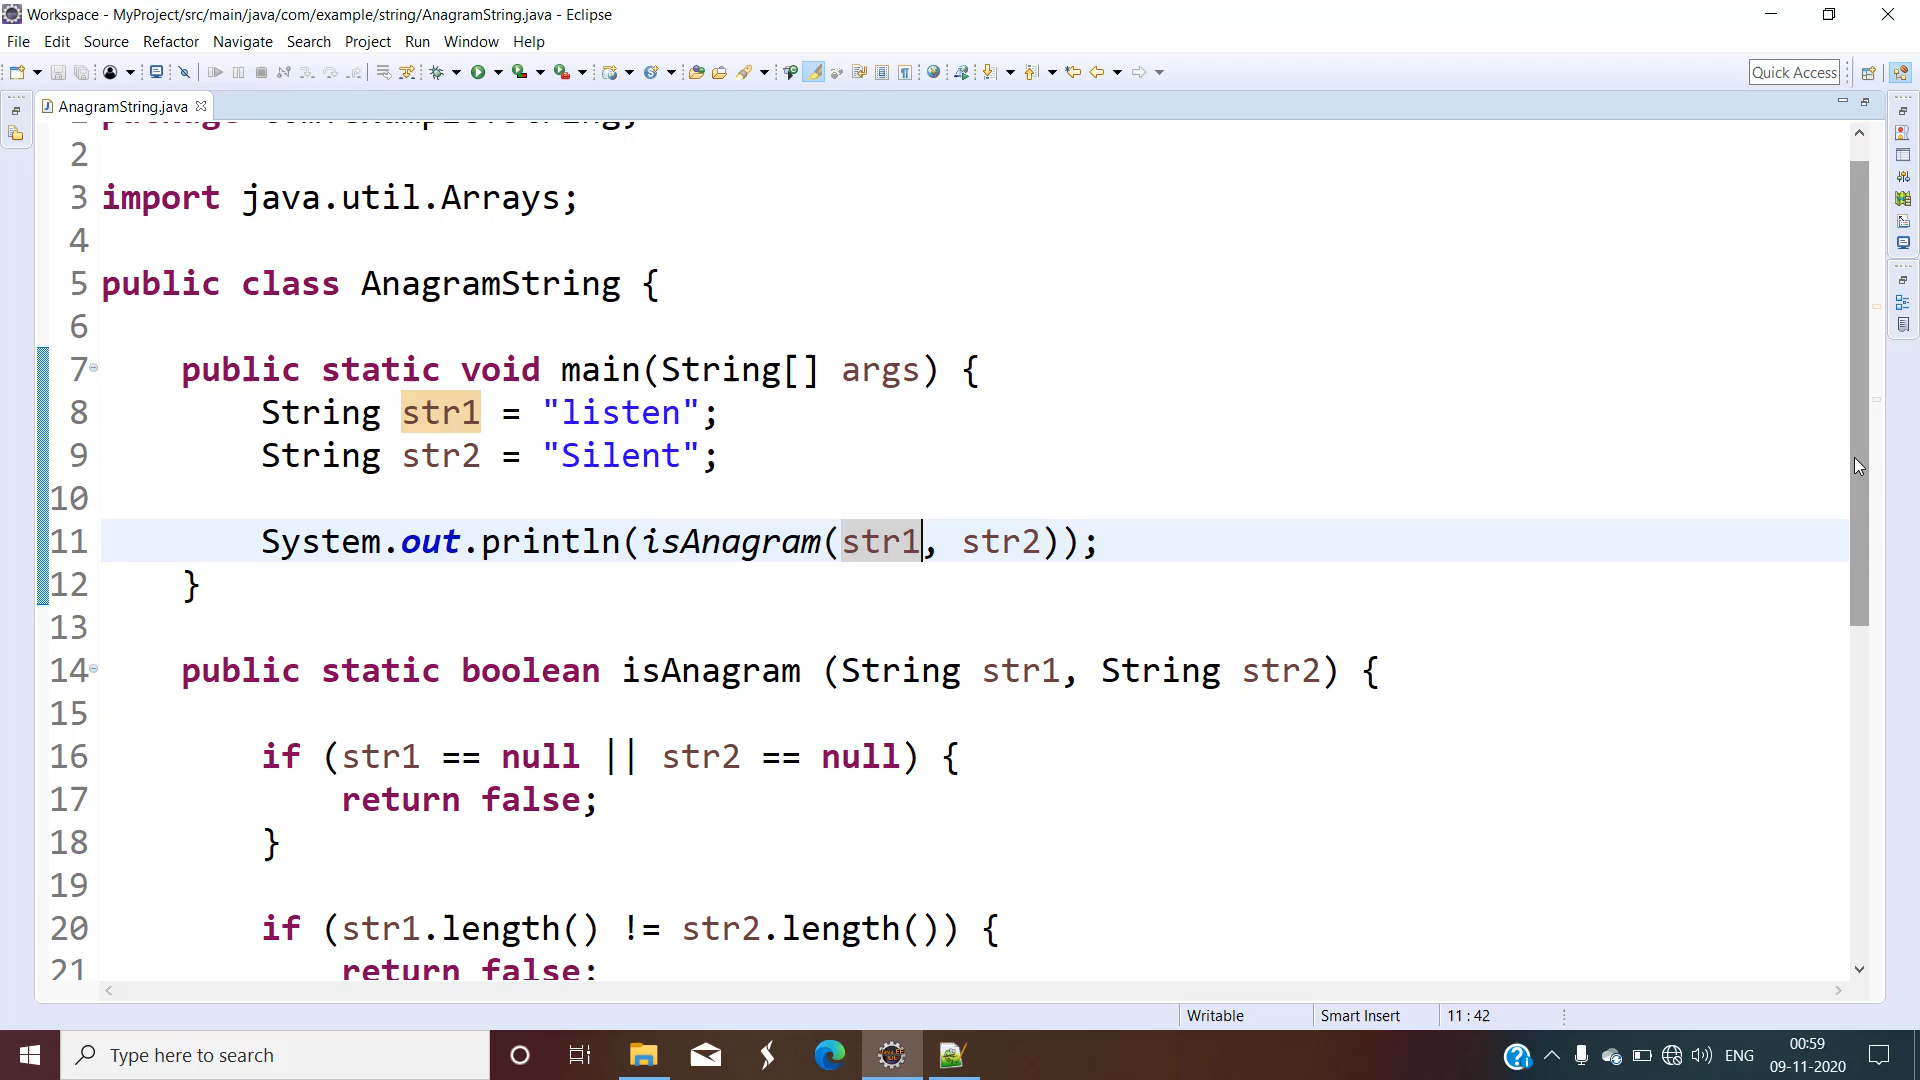 Workspace - MyProject/src/main/java/com/example/string/AnagramString.java - Eclipse
File Edit Source Refactor Navigate Search Project Run Window Help
Quick Access
AnagramString.java
2
3 import java.util.Arrays;
4
5 public class AnagramString {
6
7 public static void main(String[] args) {
8 String str1 = "listen";
9 String str2 = "Silent";
10
11 System.out.println(isAnagram(str1, str2));
12 }
13
14 public static boolean isAnagram (String str1, String str2) {
15
16 if (str1 == null || str2 == null) {
17 return false;
18 }
19
20 if (str1.length() != str2.length()) {
21 return false;
Writable Smart Insert 11 : 42
Type here to search
ENG
00:59
09-11-2020